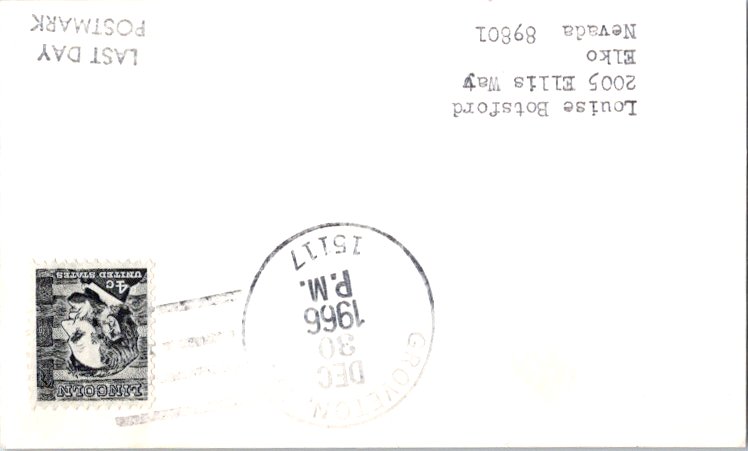 LINCOLN
UNITED STATES
4c
GROVETON,
DEC
30
1966
P.M.
15117
Louise Botsford
2005 Ellis Way
Elko
Nevada 89801
LAST DAY
POSTMARK